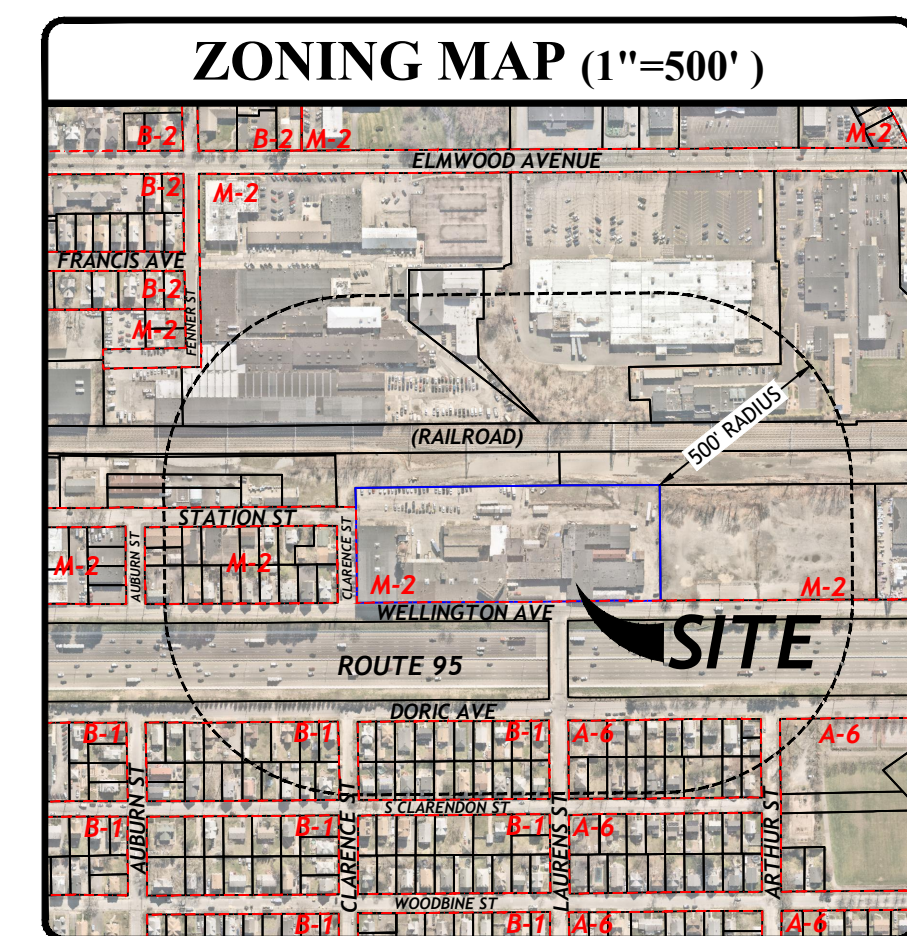 ZONING MAP (1"=500' )
B-2
B-2
M-2
M-2
ELMWOOD AVENUE
B-2
M-2
FRANCIS AVE
B-2
FENNER ST
M-2
(RAILROAD)
500' RADIUS
STATION ST
CLARENCE ST
AUBURN ST
M-2
M-2
M-2
M-2
WELLINGTON AVE
SITE
ROUTE 95
DORIC AVE
B-1
B-1
B-1
A-6
A-6
AUBURN ST
CLARENCE ST
S CLARENDON ST
LAURENS ST
ARTHUR ST
B-1
B-1
B-1
A-6
WOODBINE ST
B-1
B-1
A-6
A-6